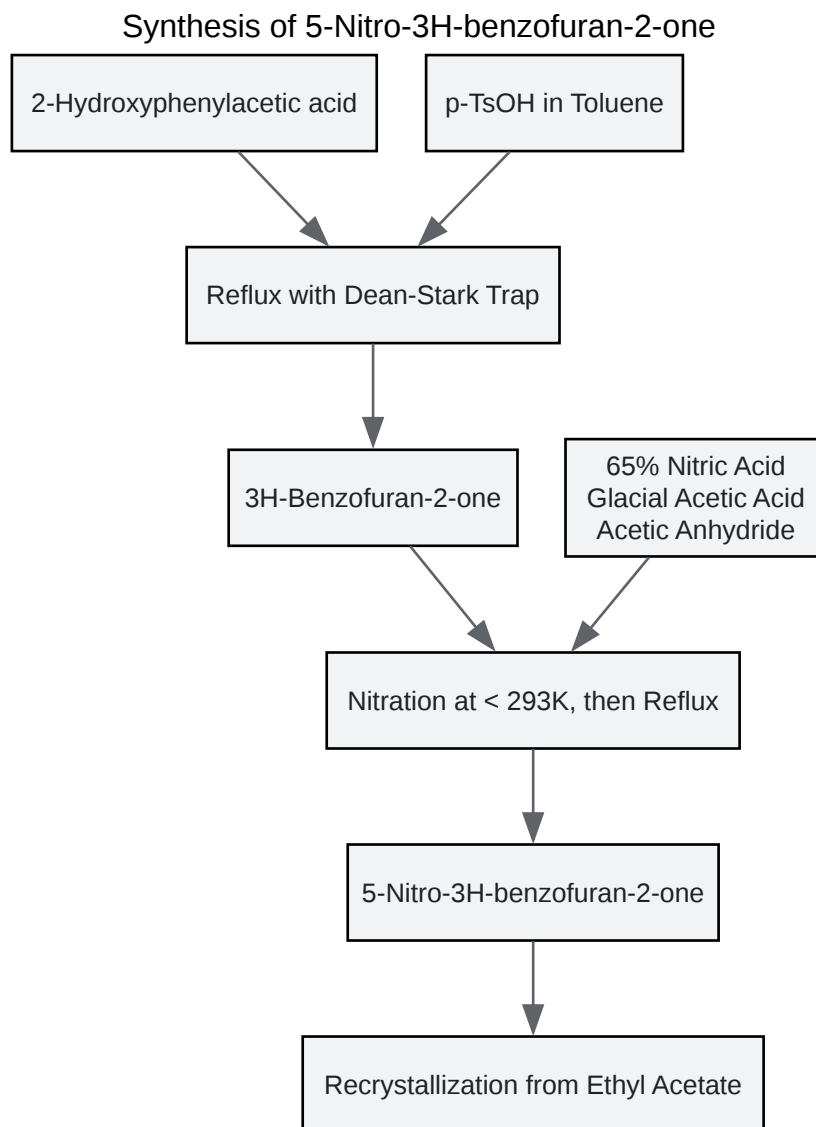 Synthesis of 5-Nitro-3H-benzofuran-2-one
2-Hydroxyphenylacetic acid
p-TsOH in Toluene
Reflux with Dean-Stark Trap
3H-Benzofuran-2-one
65% Nitric Acid
Glacial Acetic Acid
Acetic Anhydride
Nitration at < 293K, then Reflux
5-Nitro-3H-benzofuran-2-one
Recrystallization from Ethyl Acetate